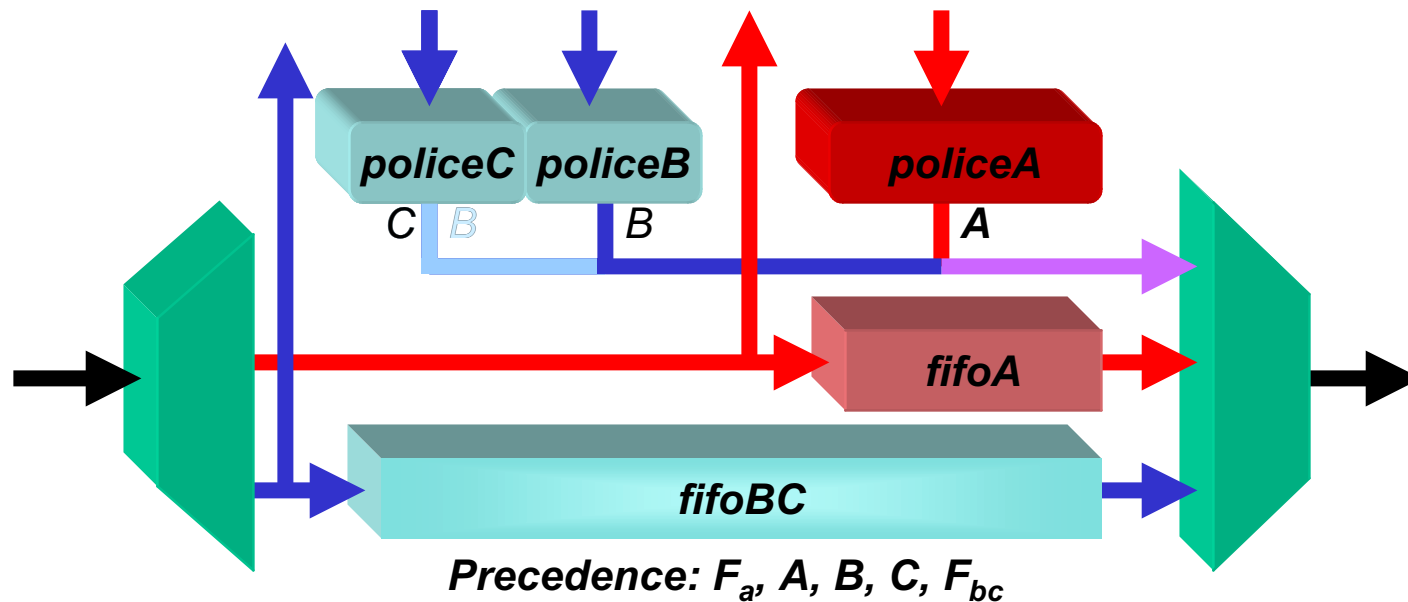 policeC policeB policeA
C B B A
fifoA
fifoBC
Precedence: Fa, A, B, C, Fbc